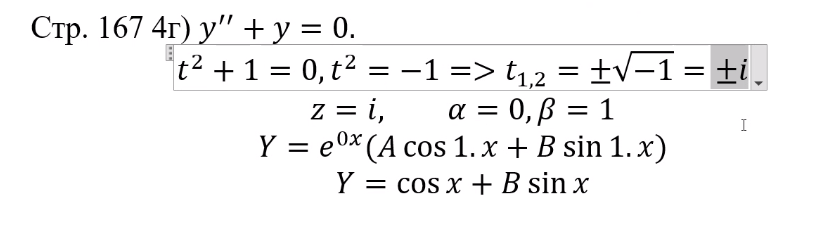 Стр. 167 4г) y′′ + y = 0.
t² + 1 = 0, t² = −1 => t₁,₂ = ±√−1 = ±i
z = i, α = 0, β = 1
Y = e⁰ˣ(A cos 1. x + B sin 1. x)
Y = cos x + B sin x